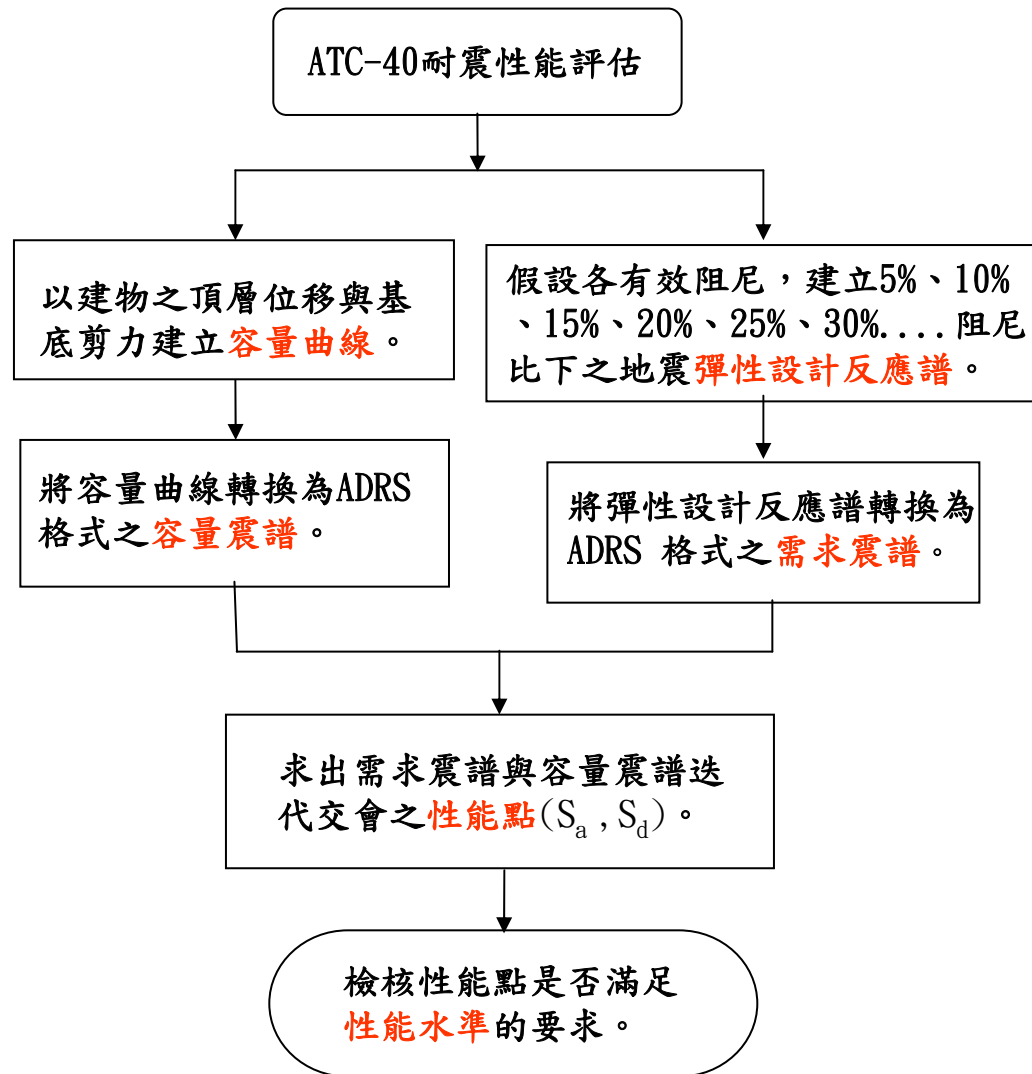 ATC-40耐震性能評估
以建物之頂層位移與基
底剪力建立容量曲線。
假設各有效阻尼，建立5%、10%
、15%、20%、25%、30%....阻尼
比下之地震彈性設計反應譜。
將容量曲線轉換為ADRS
格式之容量震譜。
將彈性設計反應譜轉換為
ADRS 格式之需求震譜。
求出需求震譜與容量震譜迭
代交會之性能點(Sa , Sd)。
檢核性能點是否滿足
性能水準的要求。